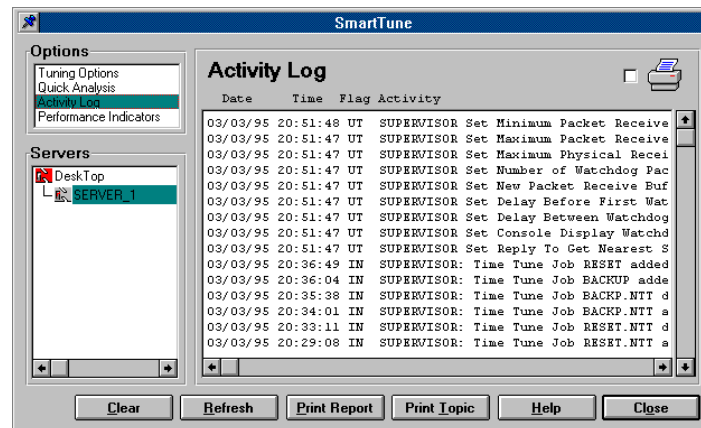 SmartTune
Options
Tuning Options
Quick Analysis
Activity Log
Performance Indicators
Servers
DeskTop
SERVER_1
Activity Log
Date Time Flag Activity
03/03/95 20:51:48 UT SUPERVISOR Set Minimum Packet Receive
03/03/95 20:51:47 UT SUPERVISOR Set Maximum Packet Receive
03/03/95 20:51:47 UT SUPERVISOR Set Maximum Physical Recei
03/03/95 20:51:47 UT SUPERVISOR Set Number of Watchdog Pac
03/03/95 20:51:47 UT SUPERVISOR Set New Packet Receive Buf
03/03/95 20:51:47 UT SUPERVISOR Set Delay Before First Wat
03/03/95 20:51:47 UT SUPERVISOR Set Delay Between Watchdog
03/03/95 20:51:47 UT SUPERVISOR Set Console Display Watchd
03/03/95 20:51:47 UT SUPERVISOR Set Reply To Get Nearest S
03/03/95 20:36:49 IN SUPERVISOR: Time Tune Job RESET added
03/03/95 20:36:04 IN SUPERVISOR: Time Tune Job BACKUP adde
03/03/95 20:35:38 IN SUPERVISOR: Time Tune Job BACKP.NTT d
03/03/95 20:34:01 IN SUPERVISOR: Time Tune Job BACKP.NTT a
03/03/95 20:33:11 IN SUPERVISOR: Time Tune Job RESET.NTT d
03/03/95 20:29:08 IN SUPERVISOR: Time Tune Job RESET.NTT a
Clear Refresh Print Report Print Topic Help Close